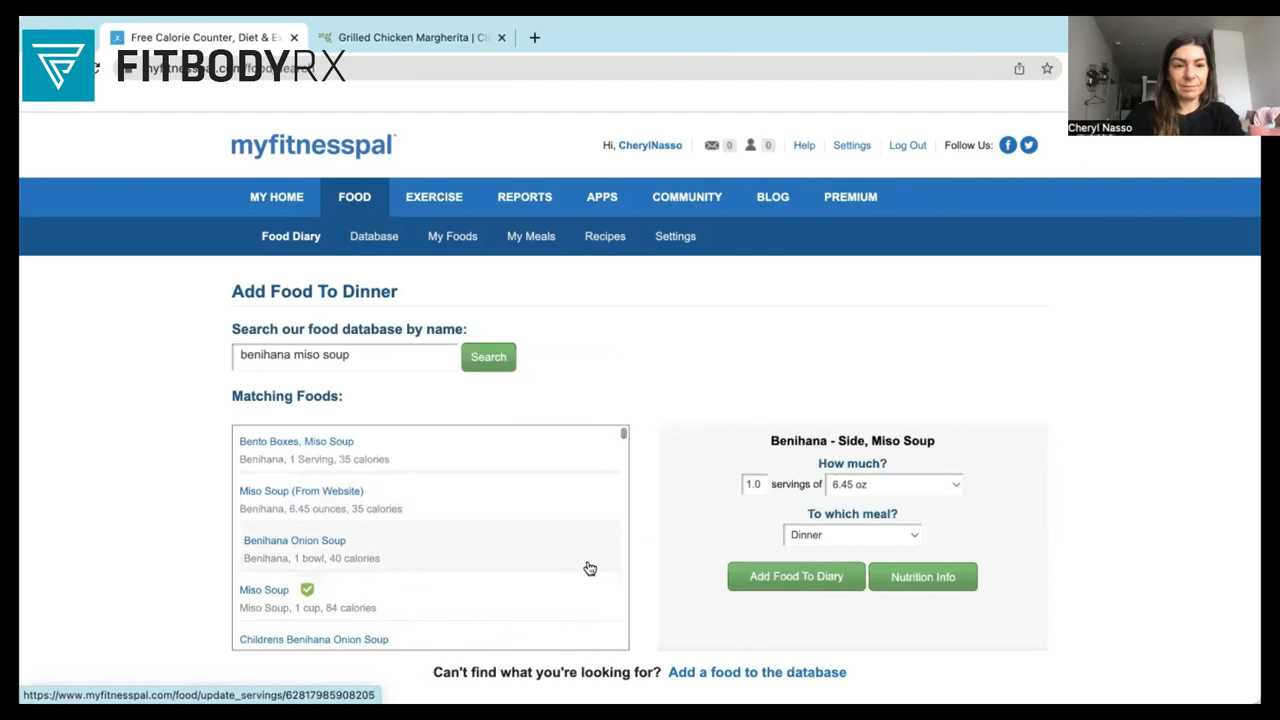 Free Calorie Counter, Diet & Ex
Grilled Chicken Margherita | Cl
FITBODYRX
myfitnesspal.com/food/search
Cheryl Nasso
myfitnesspal
Hi, CherylNasso
0
0
Help
Settings
Log Out
Follow Us:
MY HOME
FOOD
EXERCISE
REPORTS
APPS
COMMUNITY
BLOG
PREMIUM
Food Diary
Database
My Foods
My Meals
Recipes
Settings
Add Food To Dinner
Search our food database by name:
benihana miso soup
Search
Matching Foods:
Bento Boxes, Miso Soup
Benihana, 1 Serving, 35 calories
Miso Soup (From Website)
Benihana, 6.45 ounces, 35 calories
Benihana Onion Soup
Benihana, 1 bowl, 40 calories
Miso Soup
Miso Soup, 1 cup, 84 calories
Childrens Benihana Onion Soup
Benihana - Side, Miso Soup
How much?
1.0 servings of 6.45 oz
To which meal?
Dinner
Add Food To Diary
Nutrition Info
Can't find what you're looking for? Add a food to the database
https://www.myfitnesspal.com/food/update_servings/62817985908205